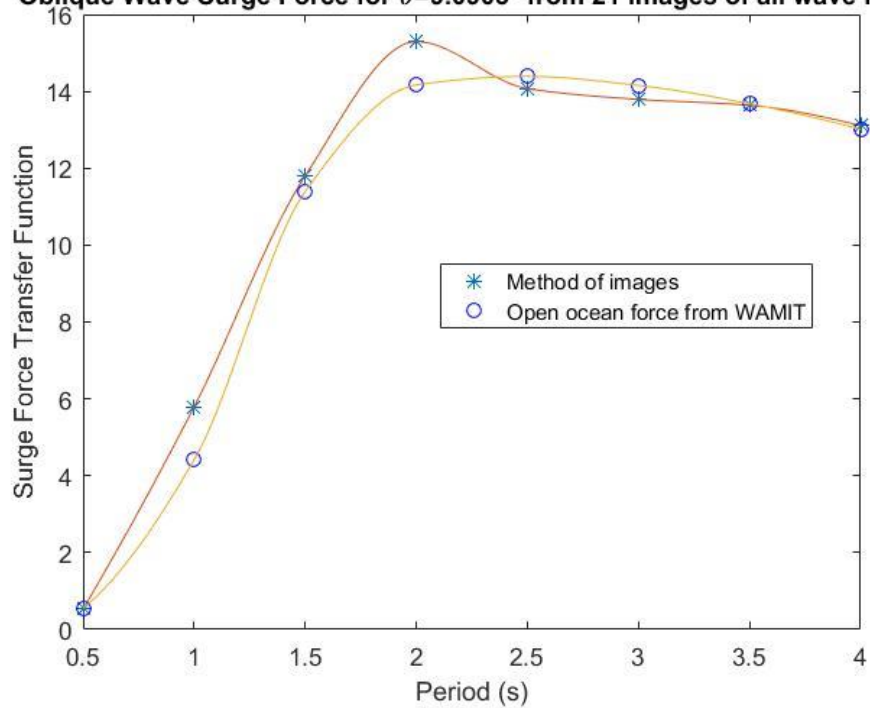 Surge Force for from 21 images of all wave
16
14
12
10
8
6
4
2
0
Surge Force Transfer Function
Method of images
Open ocean force from WAMIT
0.5 1 1.5 2 2.5 3 3.5 4
Period (s)